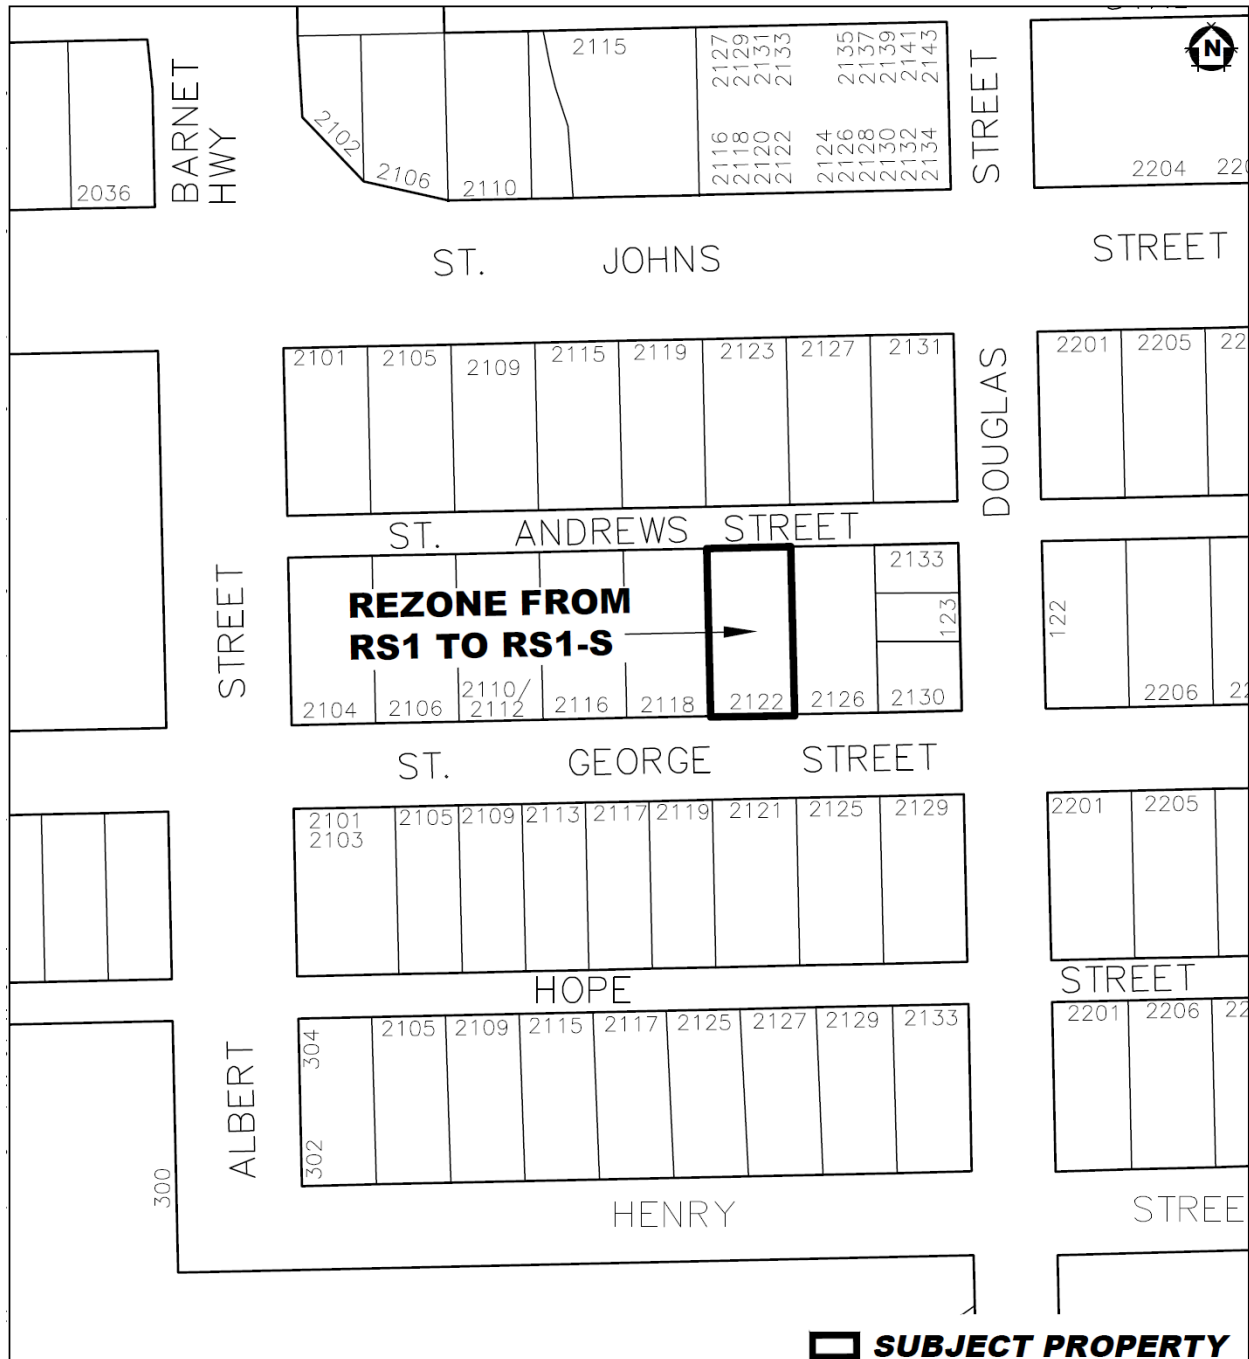 N
2115
2127
2129
2131
2133
2135
2137
2139
2141
2143
BARNET
HWY
STREET
2102
2106
2110
2036
2116
2118
2120
2122
2124
2126
2128
2130
2132
2134
2204
ST. JOHNS STREET
2101 2105 2109 2115 2119 2123 2127 2131
2201 2205
DOUGLAS
ST. ANDREWS STREET
2133
123
122
STREET
REZONE FROM
RS1 TO RS1-S
2104 2106 2110/
2112 2116 2118 2122 2126 2130
2206
ST. GEORGE STREET
2101
2103
2105 2109 2113 2117 2119 2121 2125 2129
2201 2205
HOPE STREET
304
302
2105 2109 2115 2117 2125 2127 2129 2133
2201 2206
ALBERT
300
HENRY STREE
SUBJECT PROPERTY